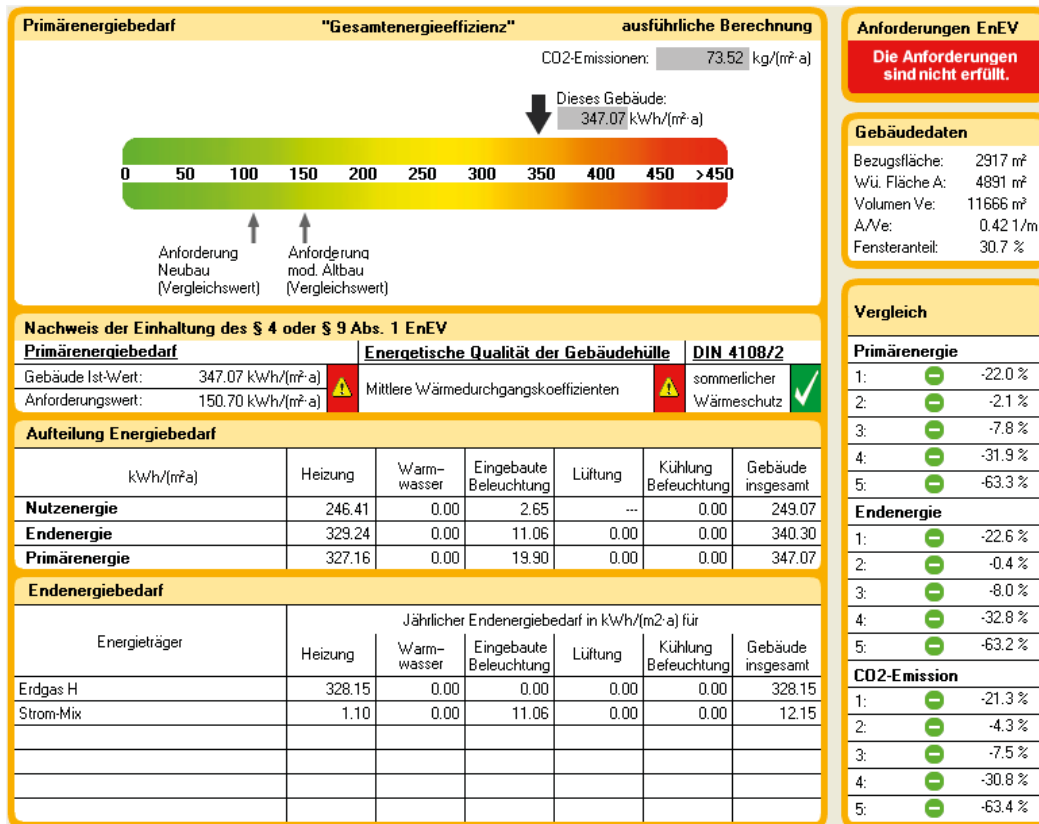 Primärenergiebedarf "Gesamtenergieeffizienz" ausführliche Berechnung
CO2-Emissionen: 73.52 kg/(m²·a)
Dieses Gebäude:
347.07 kWh/(m²·a)
0 50 100 150 200 250 300 350 400 450 >450
Anforderung
Neubau
(Vergleichswert)
Anforderung
mod. Altbau
(Vergleichswert)
Nachweis der Einhaltung des § 4 oder § 9 Abs. 1 EnEV
Primärenergiebedarf
Gebäude Ist-Wert: 347.07 kWh/(m²·a)
Anforderungswert: 150.70 kWh/(m²·a)
Energetische Qualität der Gebäudehülle
Mittlere Wärmedurchgangskoeffizienten
DIN 4108/2
sommerlicher
Wärmeschutz
Aufteilung Energiebedarf
kWh/(m²a) Heizung Warm-wasser Eingebaute Beleuchtung Lüftung Kühlung Befeuchtung Gebäude insgesamt
Nutzenergie 246.41 0.00 2.65 --- 0.00 249.07
Endenergie 329.24 0.00 11.06 0.00 0.00 340.30
Primärenergie 327.16 0.00 19.90 0.00 0.00 347.07
Endenergiebedarf
Jährlicher Endenergiebedarf in kWh/(m2·a) für
Energieträger Heizung Warm-wasser Eingebaute Beleuchtung Lüftung Kühlung Befeuchtung Gebäude insgesamt
Erdgas H 328.15 0.00 0.00 0.00 0.00 328.15
Strom-Mix 1.10 0.00 11.06 0.00 0.00 12.15
Anforderungen EnEV
Die Anforderungen
sind nicht erfüllt.
Gebäudedaten
Bezugsfläche: 2917 m²
Wü. Fläche A: 4891 m²
Volumen Ve: 11666 m³
A/Ve: 0.42 1/m
Fensteranteil: 30.7 %
Vergleich
Primärenergie
1: -22.0 %
2: -2.1 %
3: -7.8 %
4: -31.9 %
5: -63.3 %
Endenergie
1: -22.6 %
2: -0.4 %
3: -8.0 %
4: -32.8 %
5: -63.2 %
CO2-Emission
1: -21.3 %
2: -4.3 %
3: -7.5 %
4: -30.8 %
5: -63.4 %